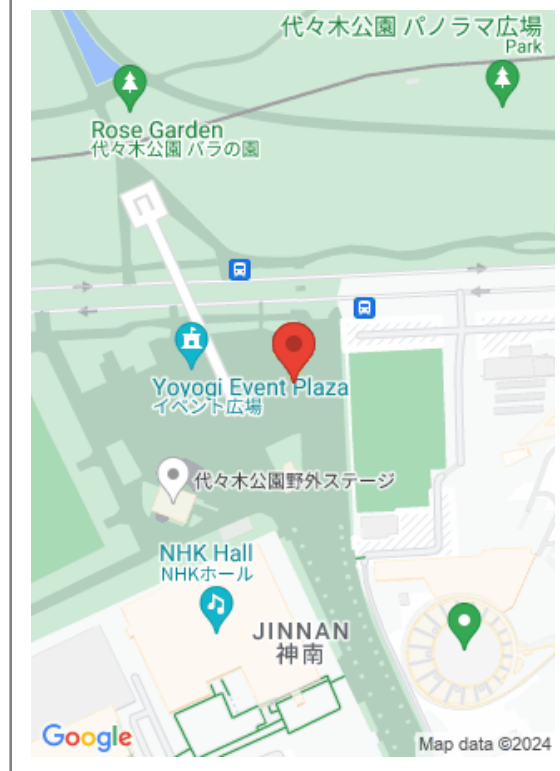 代々木公園 パノラマ広場
Park
Rose Garden
代々木公園 バラの園
Yoyogi Event Plaza
イベント広場
代々木公園野外ステージ
NHK Hall
NHKホール
JINNAN
神南
Google
Map data ©2024